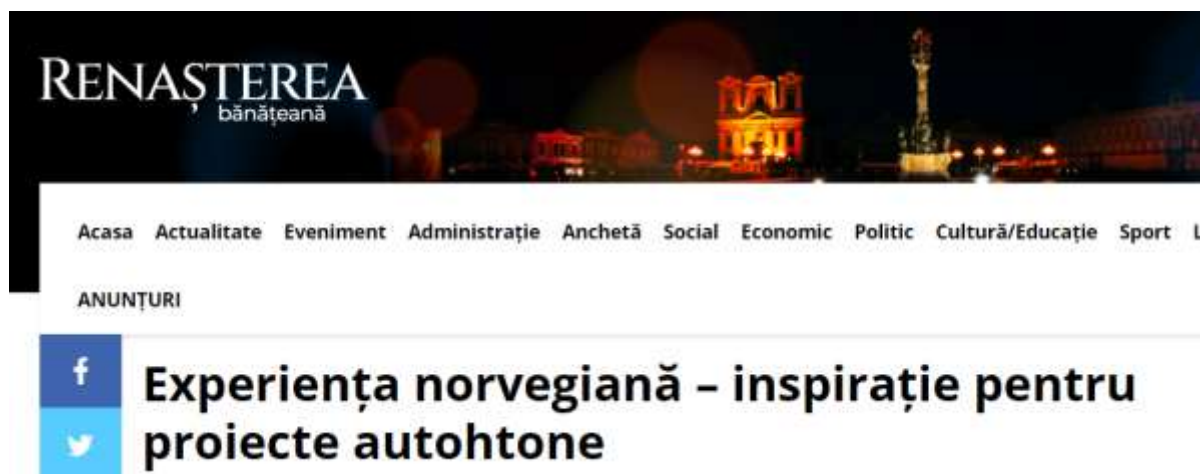 RENAȘTEREA
bănățeană
Acasa Actualitate Eveniment Administrație Anchetă Social Economic Politic Cultură/Educație Sport
ANUNȚURI
Experiența norvegiană – inspirație pentru
proiecte autohtone